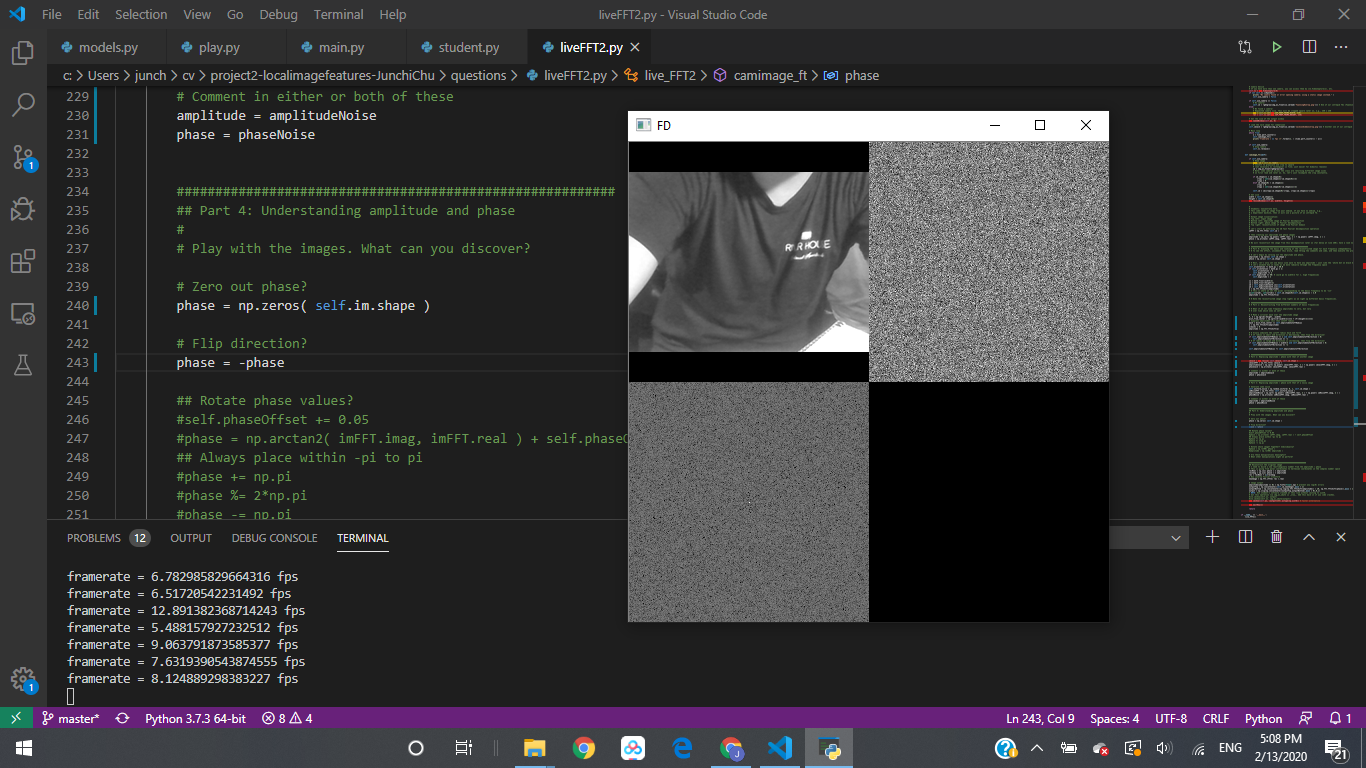 File Edit Selection View Go Debug Terminal Help
liveFFT2.py - Visual Studio Code
models.py
play.py
main.py
student.py
liveFFT2.py
c: > Users > junch > cv > project2-localimagefeatures-JunchiChu > questions > liveFFT2.py > live_FFT2 > camimage_ft > phase
229 # Comment in either or both of these
230 amplitude = amplitudeNoise
231 phase = phaseNoise
232
233
234 #########################################################
235 ## Part 4: Understanding amplitude and phase
236 #
237 # Play with the images. What can you discover?
238
239 # Zero out phase?
240 phase = np.zeros( self.im.shape )
241
242 # Flip direction?
243 phase = -phase
244
245 ## Rotate phase values?
246 #self.phaseOffset += 0.05
247 #phase = np.arctan2( imFFT.imag, imFFT.real ) + self.phaseO
248 ## Always place within -pi to pi
249 #phase += np.pi
250 #phase %= 2*np.pi
251 #phase -= np.pi
FD
PROBLEMS 12 OUTPUT DEBUG CONSOLE TERMINAL
framerate = 6.782985829664316 fps
framerate = 6.51720542231492 fps
framerate = 12.891382368714243 fps
framerate = 5.488157927232512 fps
framerate = 9.063791873585377 fps
framerate = 7.6319390543874555 fps
framerate = 8.124889298383227 fps
1
1
master* Python 3.7.3 64-bit 8 4 Ln 243, Col 9 Spaces: 4 UTF-8 CRLF Python 1
ENG
5:08 PM
2/13/2020
21